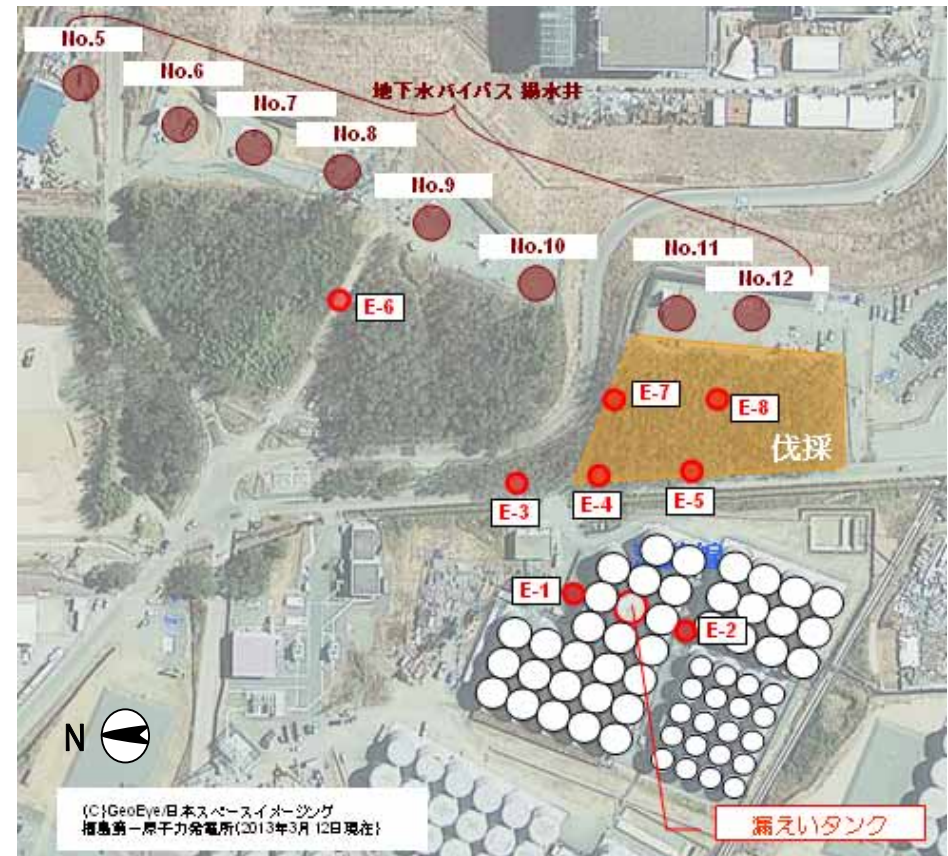 No.5
No.6
No.7
地下水バイパス 揚水井
No.8
No.9
No.10
No.11
No.12
E-6
E-7
E-8
伐採
E-3
E-4
E-5
E-1
E-2
N
(C)GeoEye/日本スペースイメージング
福島第一原子力発電所(2013年3月12日現在)
漏えいタンク